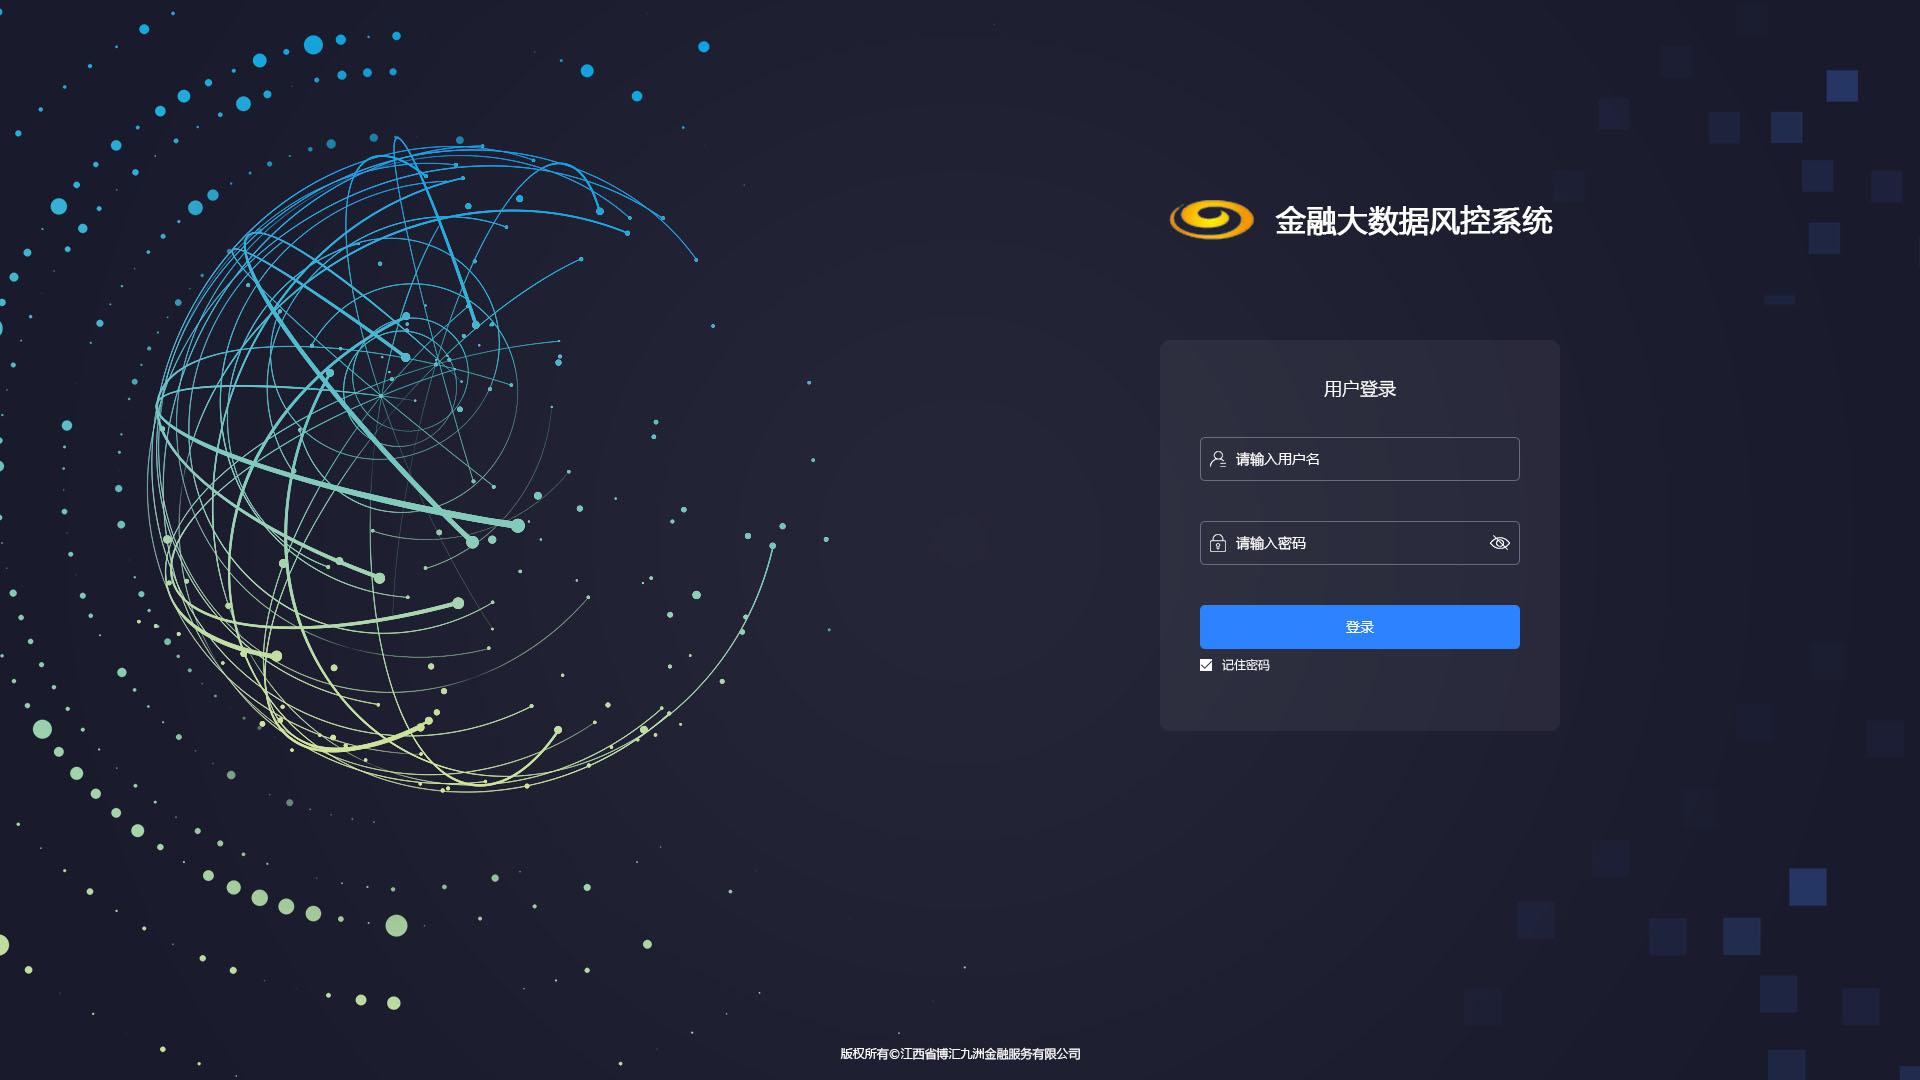 金融大数据风控系统
用户登录
请输入用户名
请输入密码
登录
记住密码
版权所有©江西省博汇九洲金融服务有限公司